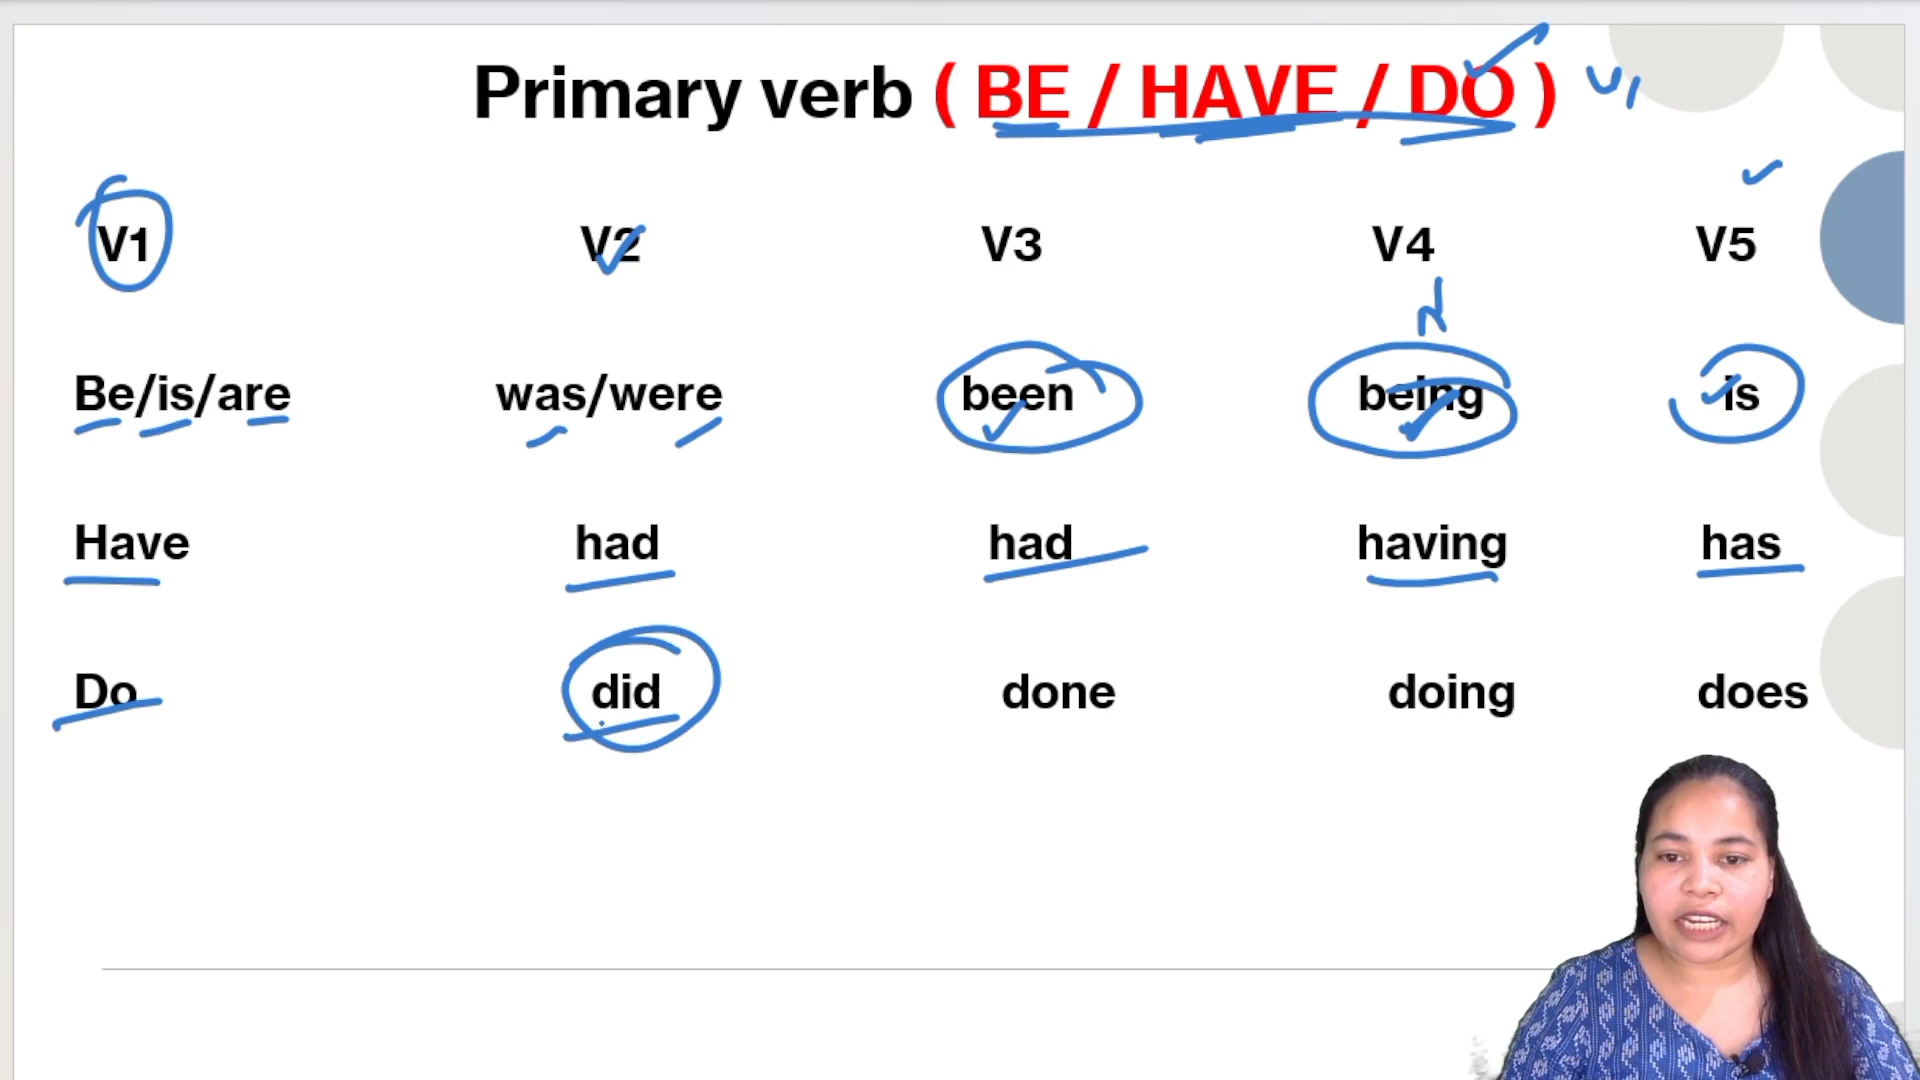 Primary verb ( BE / HAVE / DO ) V1
V1 V2 V3 V4 V5
Be/is/are was/were been being is
Have had had having has
Do did done doing does